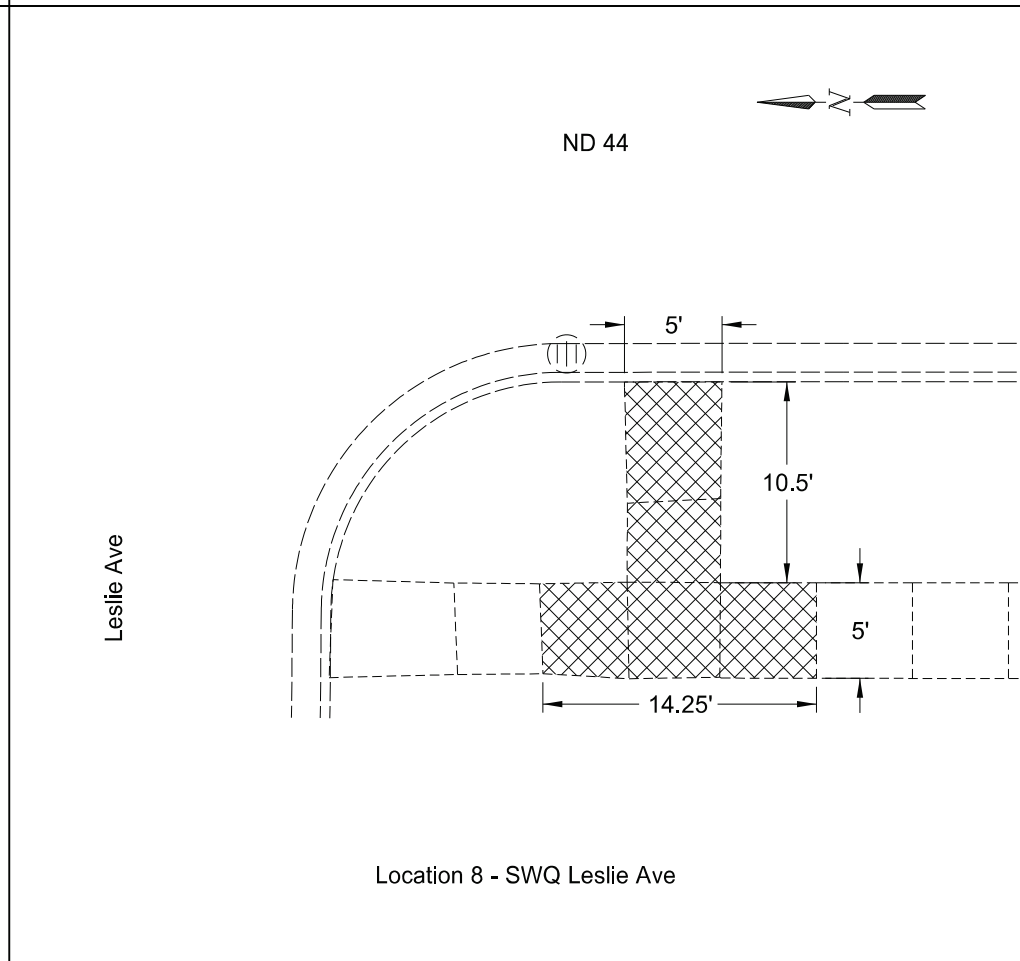 N
ND 44
5'
10.5'
Leslie Ave
5'
14.25'
Location 8 - SWQ Leslie Ave